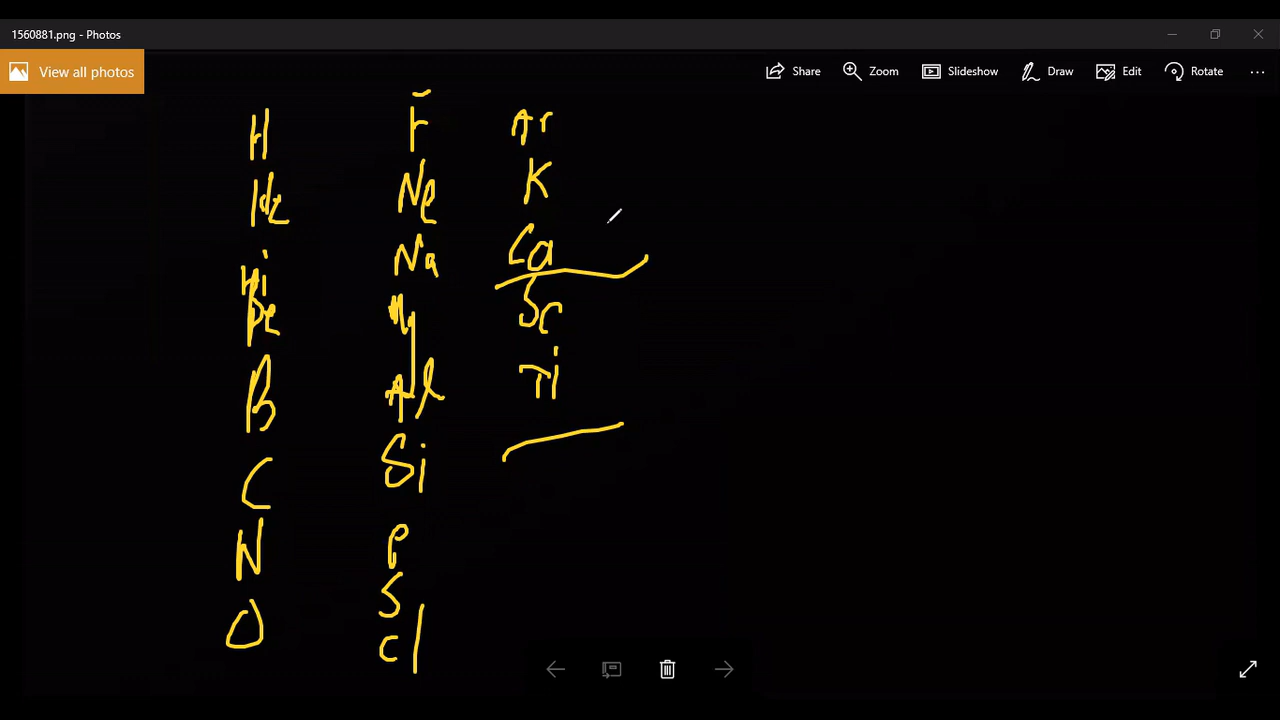 1560881.png - Photos
View all photos
Share
Zoom
Slideshow
Draw
Edit
Rotate
H
He
Li
Be
B
C
N
O
F
Ne
Na
Mg
Al
Si
P
S
Cl
Ar
K
Ca
Sc
Ti